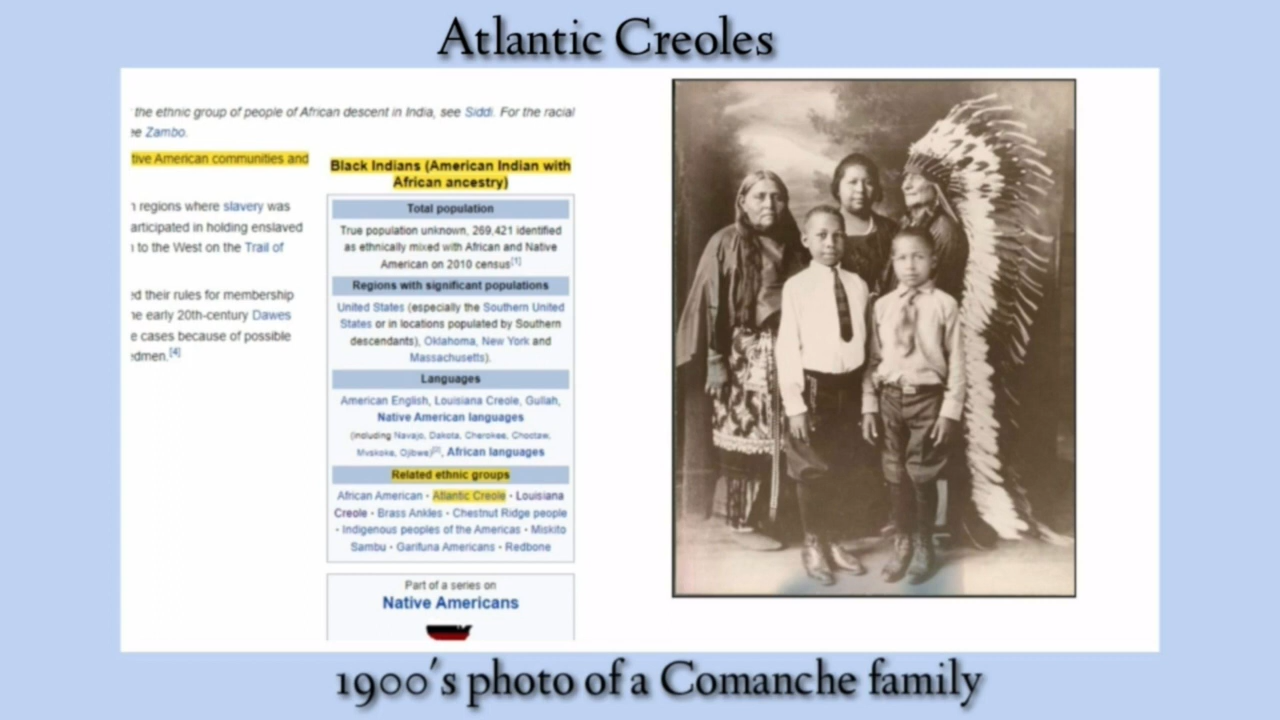 Atlantic Creoles
the ethnic group of people of African descent in India, see Siddi. For the racial
Zambo.
American communities and
regions where slavery was
participated in holding enslaved
to the West on the Trail of
their rules for membership
early 20th-century Dawes
cases because of possible
[4]
Black Indians (American Indian with
African ancestry)
Total population
True population unknown, 269,421 identified
as ethnically mixed with African and Native
American on 2010 census[1]
Regions with significant populations
United States (especially the Southern United
States or in locations populated by Southern
descendants), Oklahoma, New York and
Massachusetts).
Languages
American English, Louisiana Creole, Gullah,
Native American languages
(including Navajo, Dakota, Cherokee, Choctaw,
Mvskoke, Ojibwe)[2], African languages
Related ethnic groups
African American • Atlantic Creole • Louisiana
Creole • Brass Ankles • Chestnut Ridge people
• Indigenous peoples of the Americas • Miskito
Sambu • Garifuna Americans • Redbone
Part of a series on
Native Americans
1900's photo of a Comanche family